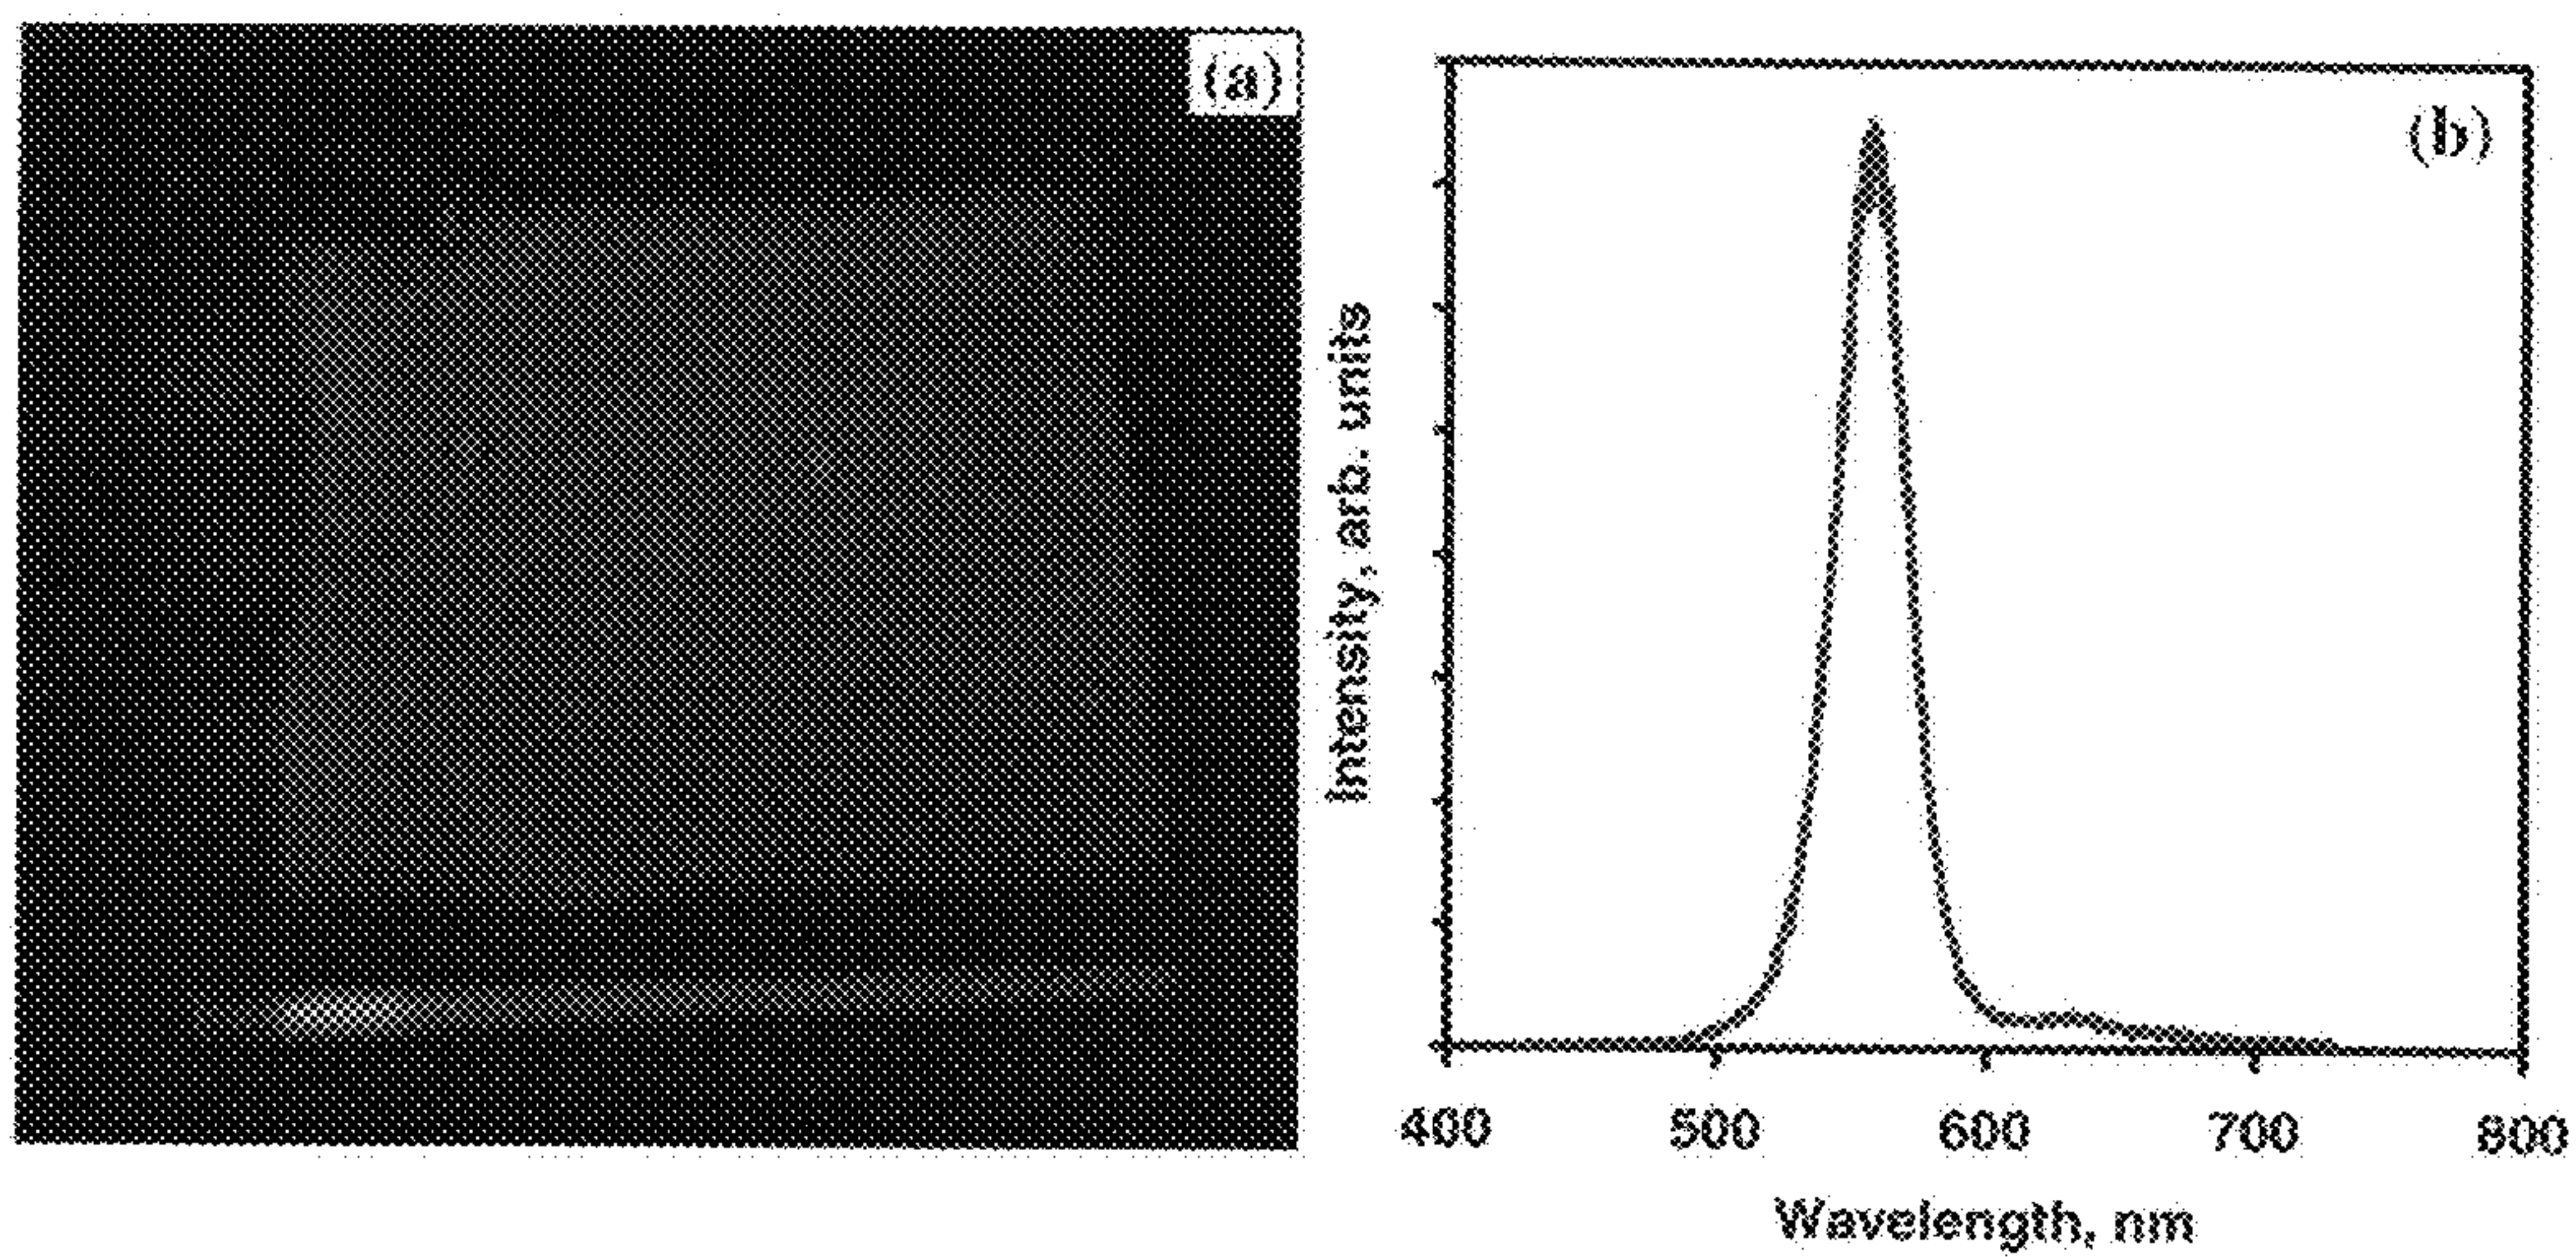 (a)
(b)
Intensity, arb. units
400 500 600 700 800
Wavelength, nm